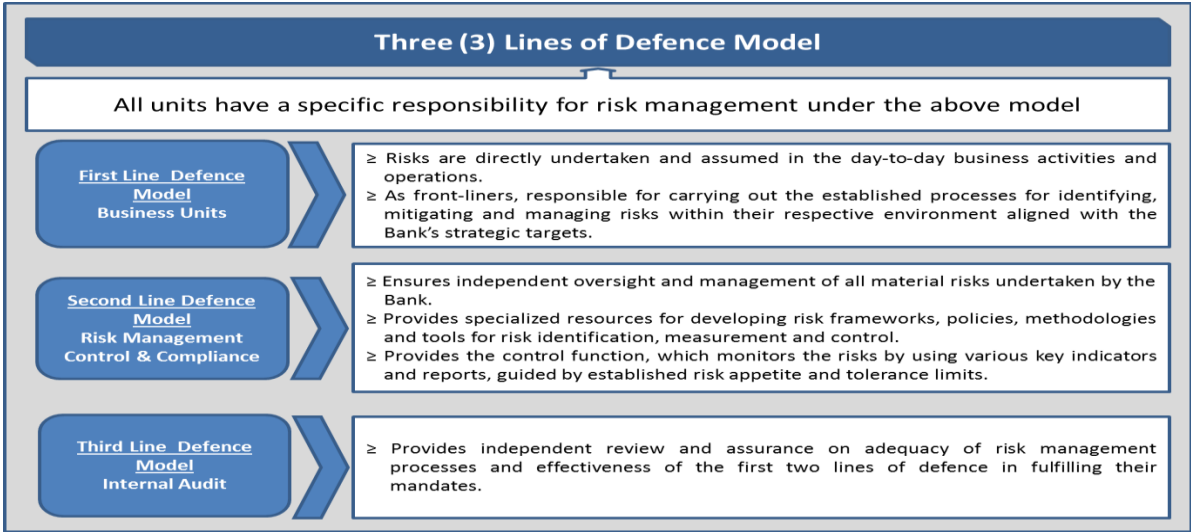 Three (3) Lines of Defence Model
All units have a specific responsibility for risk management under the above model
First Line Defence
Model
Business Units
≥ Risks are directly undertaken and assumed in the day-to-day business activities and
operations.
≥ As front-liners, responsible for carrying out the established processes for identifying,
mitigating and managing risks within their respective environment aligned with the
Bank's strategic targets.
Second Line Defence
Model
Risk Management
Control & Compliance
≥ Ensures independent oversight and management of all material risks undertaken by the
Bank.
≥ Provides specialized resources for developing risk frameworks, policies, methodologies
and tools for risk identification, measurement and control.
≥ Provides the control function, which monitors the risks by using various key indicators
and reports, guided by established risk appetite and tolerance limits.
Third Line Defence
Model
Internal Audit
≥ Provides independent review and assurance on adequacy of risk management
processes and effectiveness of the first two lines of defence in fulfilling their
mandates.